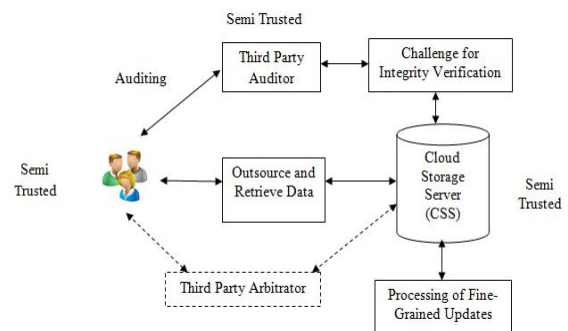 Semi Trusted
Third Party
Auditor
Challenge for
Integrity Verification
Auditing
Semi
Trusted
Outsource and
Retrieve Data
Cloud
Storage
Server
(CSS)
Semi
Trusted
Third Party Arbitrator
Processing of Fine-
Grained Updates